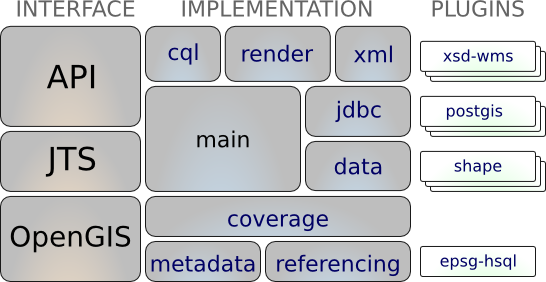 INTERFACE IMPLEMENTATION PLUGINS
cql render xml xsd-wms
API
jdbc postgis
main
JTS data shape
coverage
OpenGIS
metadata referencing epsg-hsql